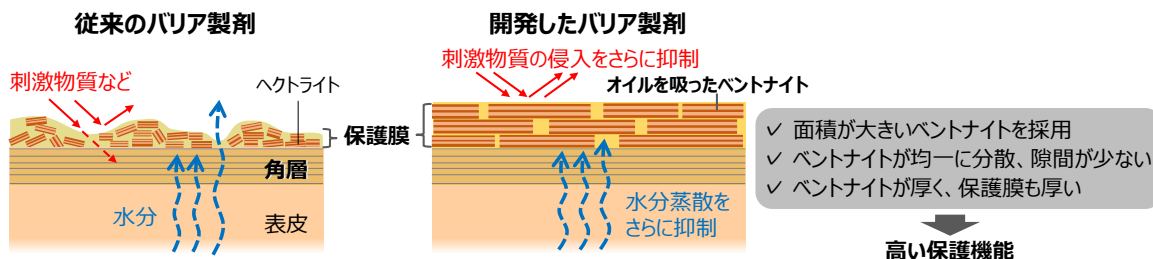 従来のバリア製剤
刺激物質など
ヘクトライト
保護膜
角層
水分
表皮
開発したバリア製剤
刺激物質の侵入をさらに抑制
オイルを吸ったベントナイト
水分蒸散を
さらに抑制
✓ 面積が大きいベントナイトを採用
✓ ベントナイトが均一に分散、隙間が少ない
✓ ベントナイトが厚く、保護膜も厚い
高い保護機能